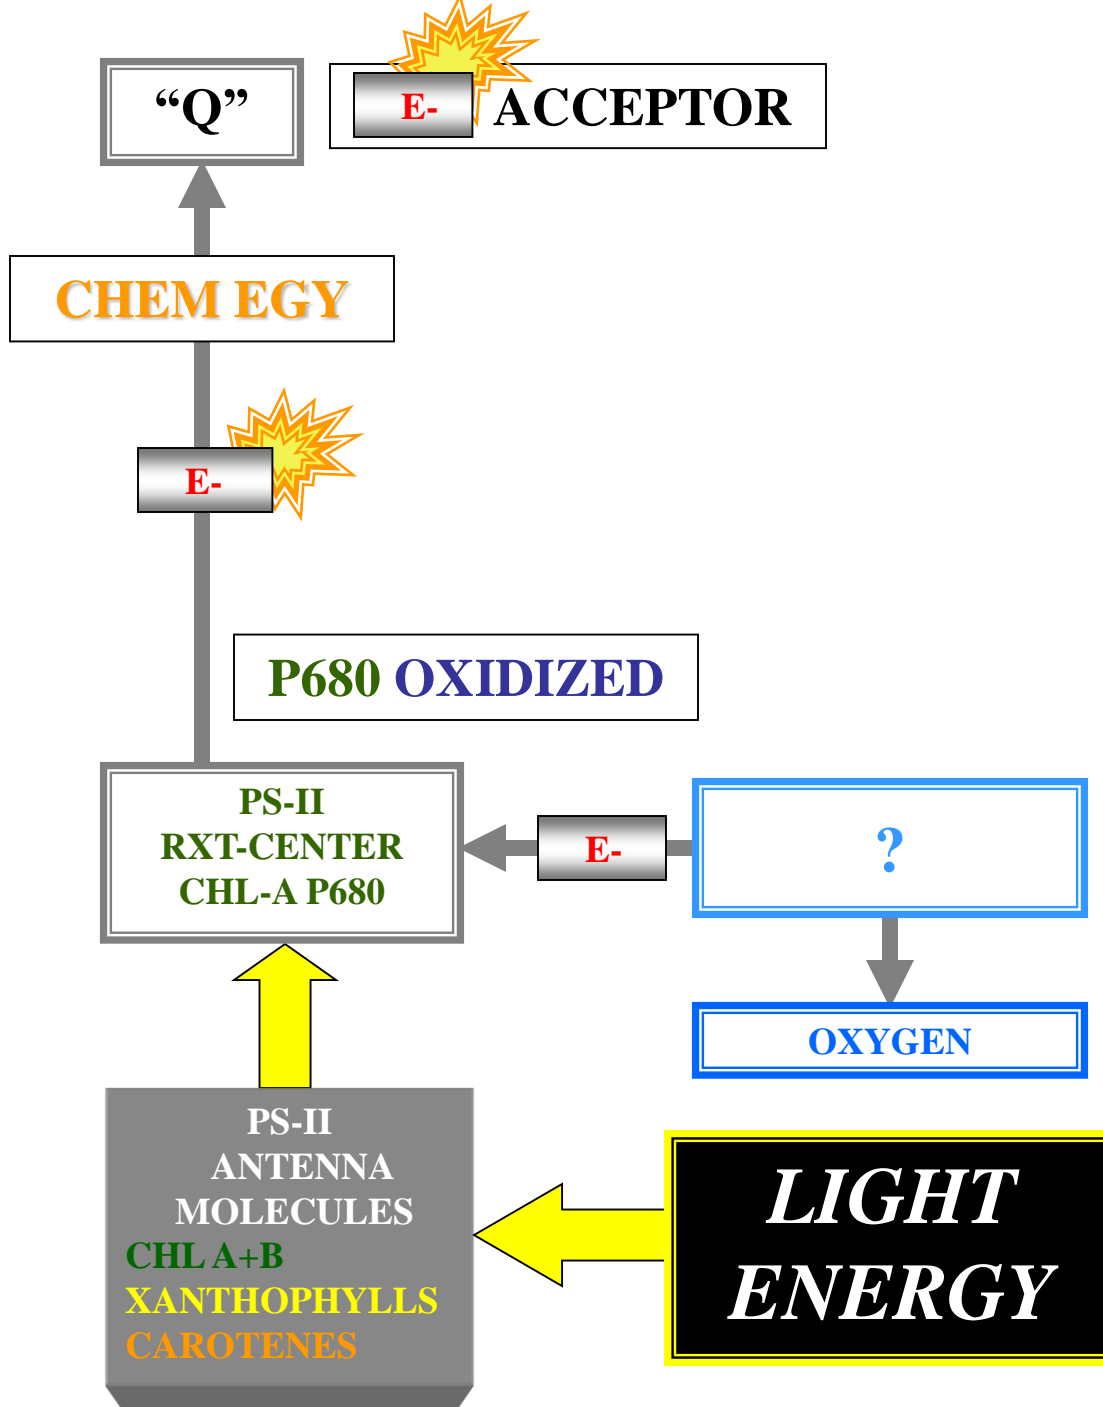 “Q”
E- ACCEPTOR
CHEM EGY
E-
P680 OXIDIZED
PS-II
RXT-CENTER
CHL-A P680
E-
?
OXYGEN
PS-II
ANTENNA
MOLECULES
CHL A+B
XANTHOPHYLLS
CAROTENES
LIGHT
ENERGY